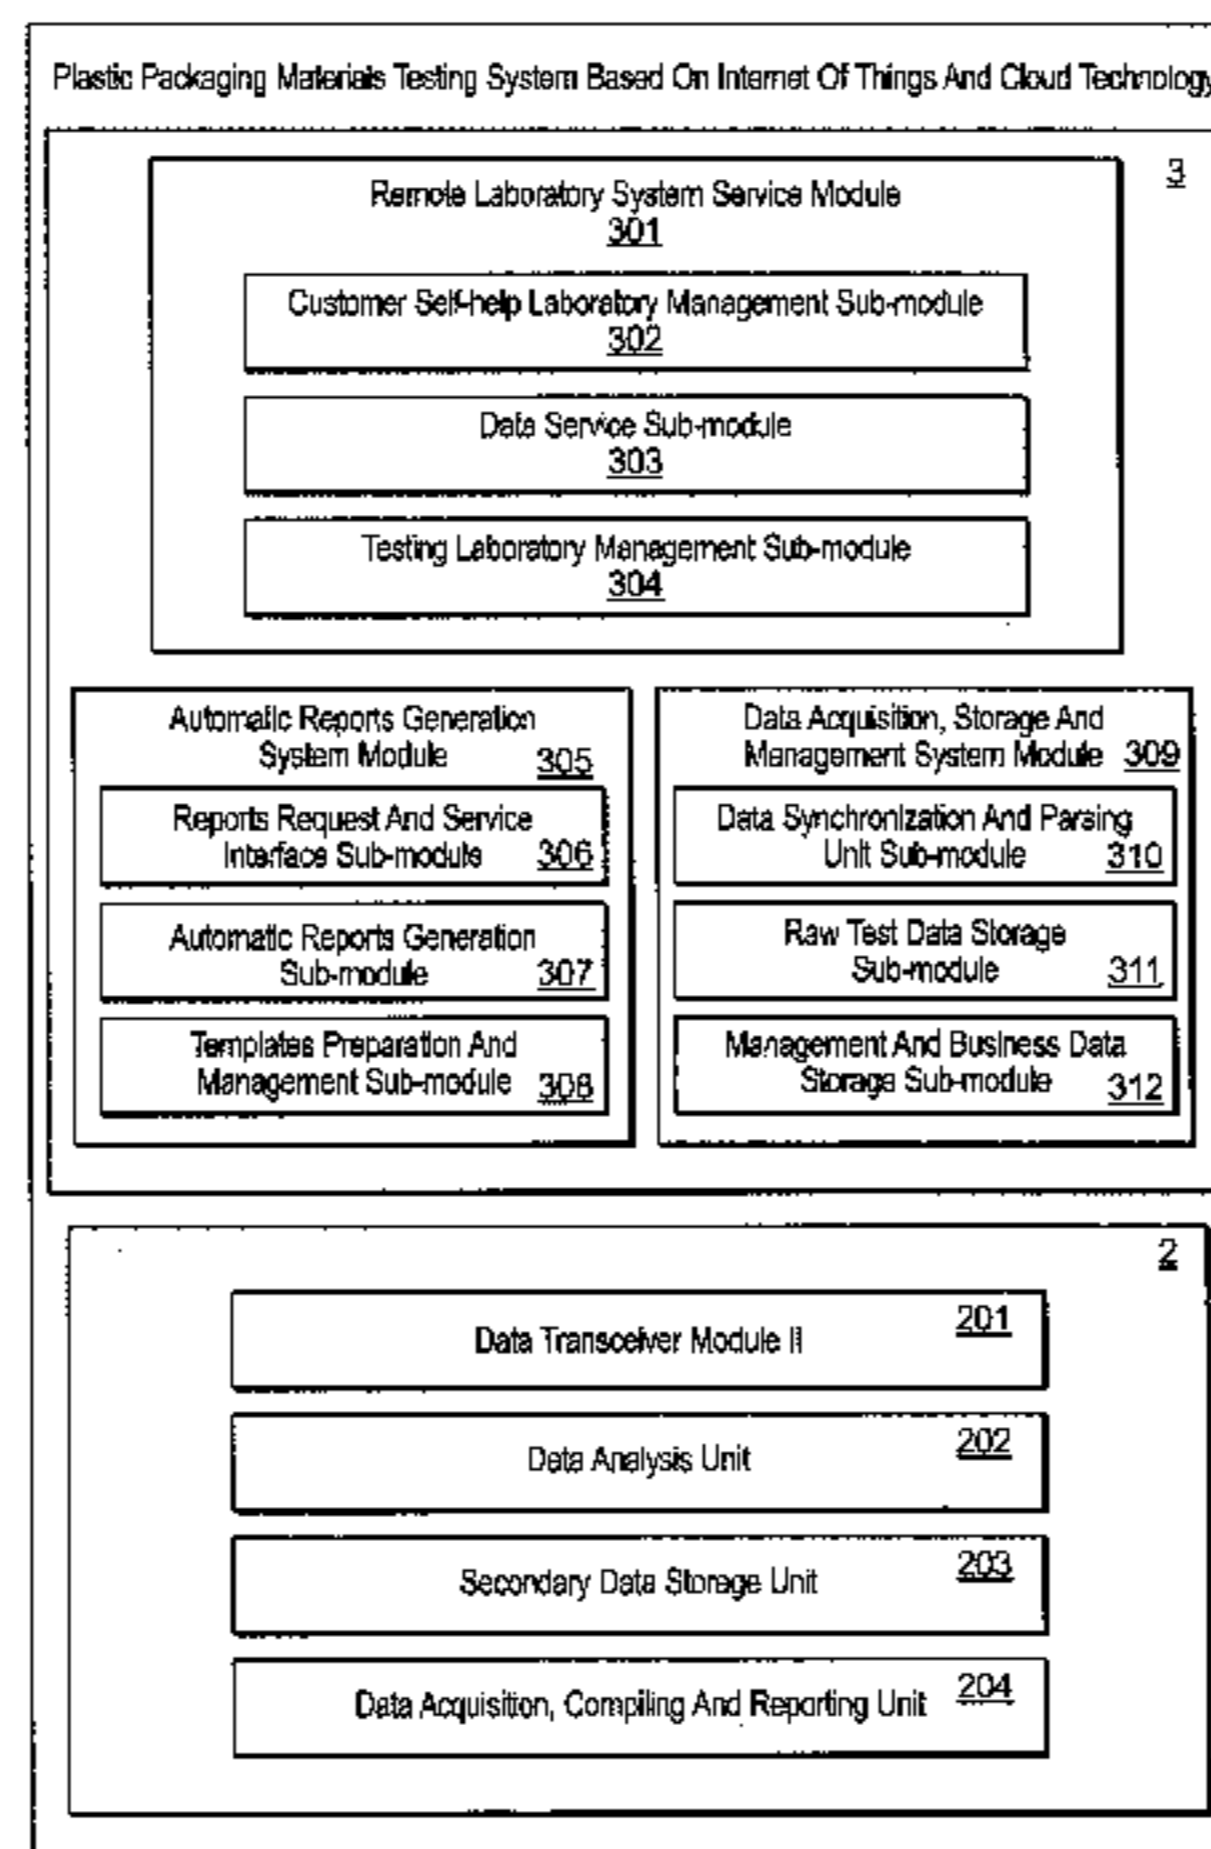 Plastic Packaging Materials Testing System Based On Internet Of Things And Cloud Technology
3
Remote Laboratory System Service Module
301
Customer Self-help Laboratory Management Sub-module
302
Data Service Sub-module
303
Testing Laboratory Management Sub-module
304
Automatic Reports Generation
System Module 305
Reports Request And Service
Interface Sub-module 306
Automatic Reports Generation
Sub-module 307
Templates Preparation And
Management Sub-module 308
Data Acquisition, Storage And
Management System Module 309
Data Synchronization And Parsing
Unit Sub-module 310
Raw Test Data Storage
Sub-module 311
Management And Business Data
Storage Sub-module 312
2
Data Transceiver Module II 201
Data Analysis Unit 202
Secondary Data Storage Unit 203
Data Acquisition, Compiling And Reporting Unit 204